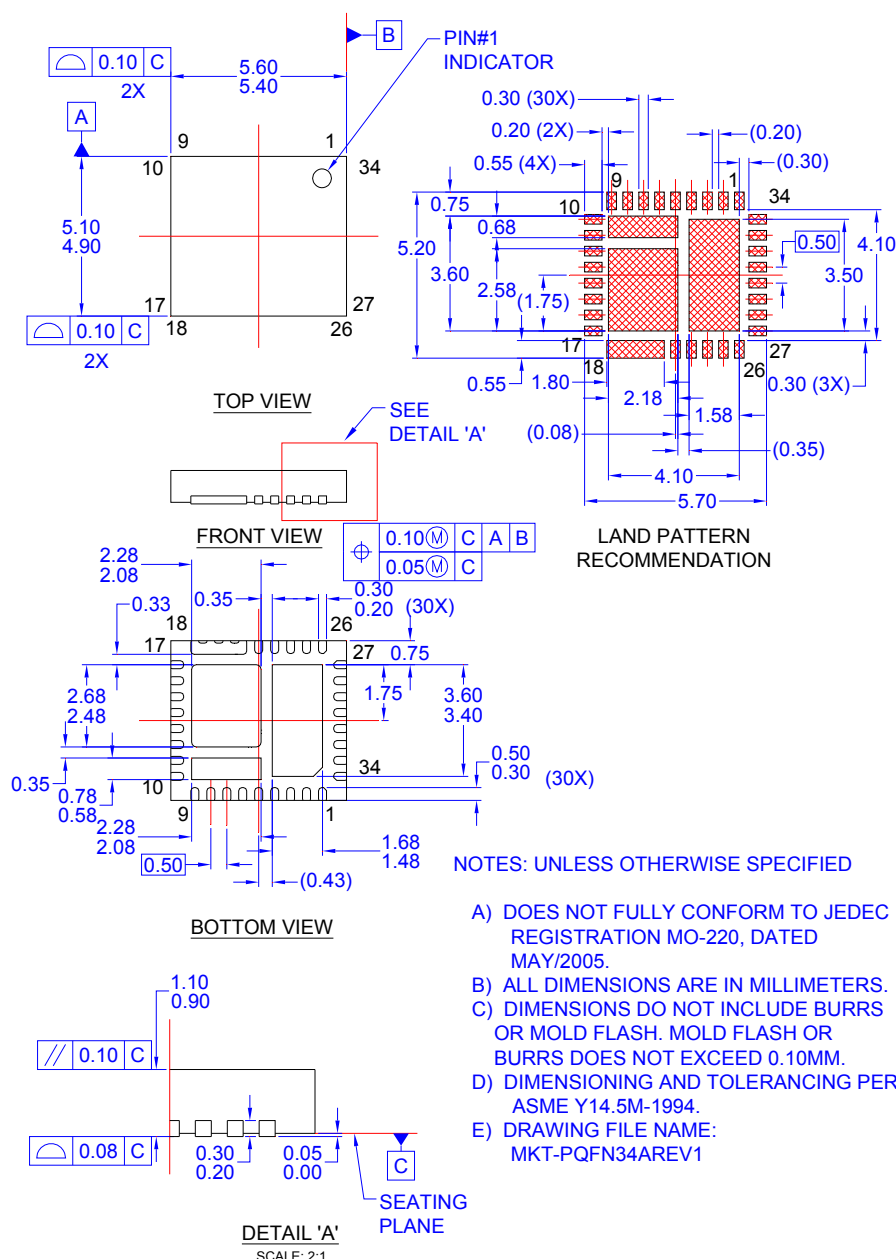 B
PIN#1
INDICATOR
0.10 C
2X
5.60
5.40
A
9 1
10 34
5.10
4.90
17 27
18 26
0.10 C
2X
TOP VIEW
0.30 (30X)
0.20 (2X)
(0.20)
0.55 (4X)
(0.30)
9 1
10 34
0.75
0.68
5.20
3.60
2.58
(1.75)
0.50
4.10
3.50
17 27
18 26
0.55
1.80
0.30 (3X)
2.18
1.58
(0.08)
(0.35)
4.10
5.70
LAND PATTERN
RECOMMENDATION
SEE
DETAIL 'A'
FRONT VIEW
0.10 Ⓜ C A B
0.05 Ⓜ C
2.28
2.08
0.33
0.35
0.30
0.20 (30X)
18 26
17 27
0.75
1.75
2.68
2.48
3.60
3.40
0.35
0.78
0.58
10 34
9 1
0.50
0.30 (30X)
2.28
2.08
1.68
1.48
0.50
(0.43)
BOTTOM VIEW
NOTES: UNLESS OTHERWISE SPECIFIED
A) DOES NOT FULLY CONFORM TO JEDEC
REGISTRATION MO-220, DATED
MAY/2005.
B) ALL DIMENSIONS ARE IN MILLIMETERS.
C) DIMENSIONS DO NOT INCLUDE BURRS
OR MOLD FLASH. MOLD FLASH OR
BURRS DOES NOT EXCEED 0.10MM.
D) DIMENSIONING AND TOLERANCING PER
ASME Y14.5M-1994.
E) DRAWING FILE NAME:
MKT-PQFN34AREV1
1.10
0.90
// 0.10 C
0.08 C
0.30
0.20
0.05
0.00
C
SEATING
PLANE
DETAIL 'A'
SCALE: 2:1